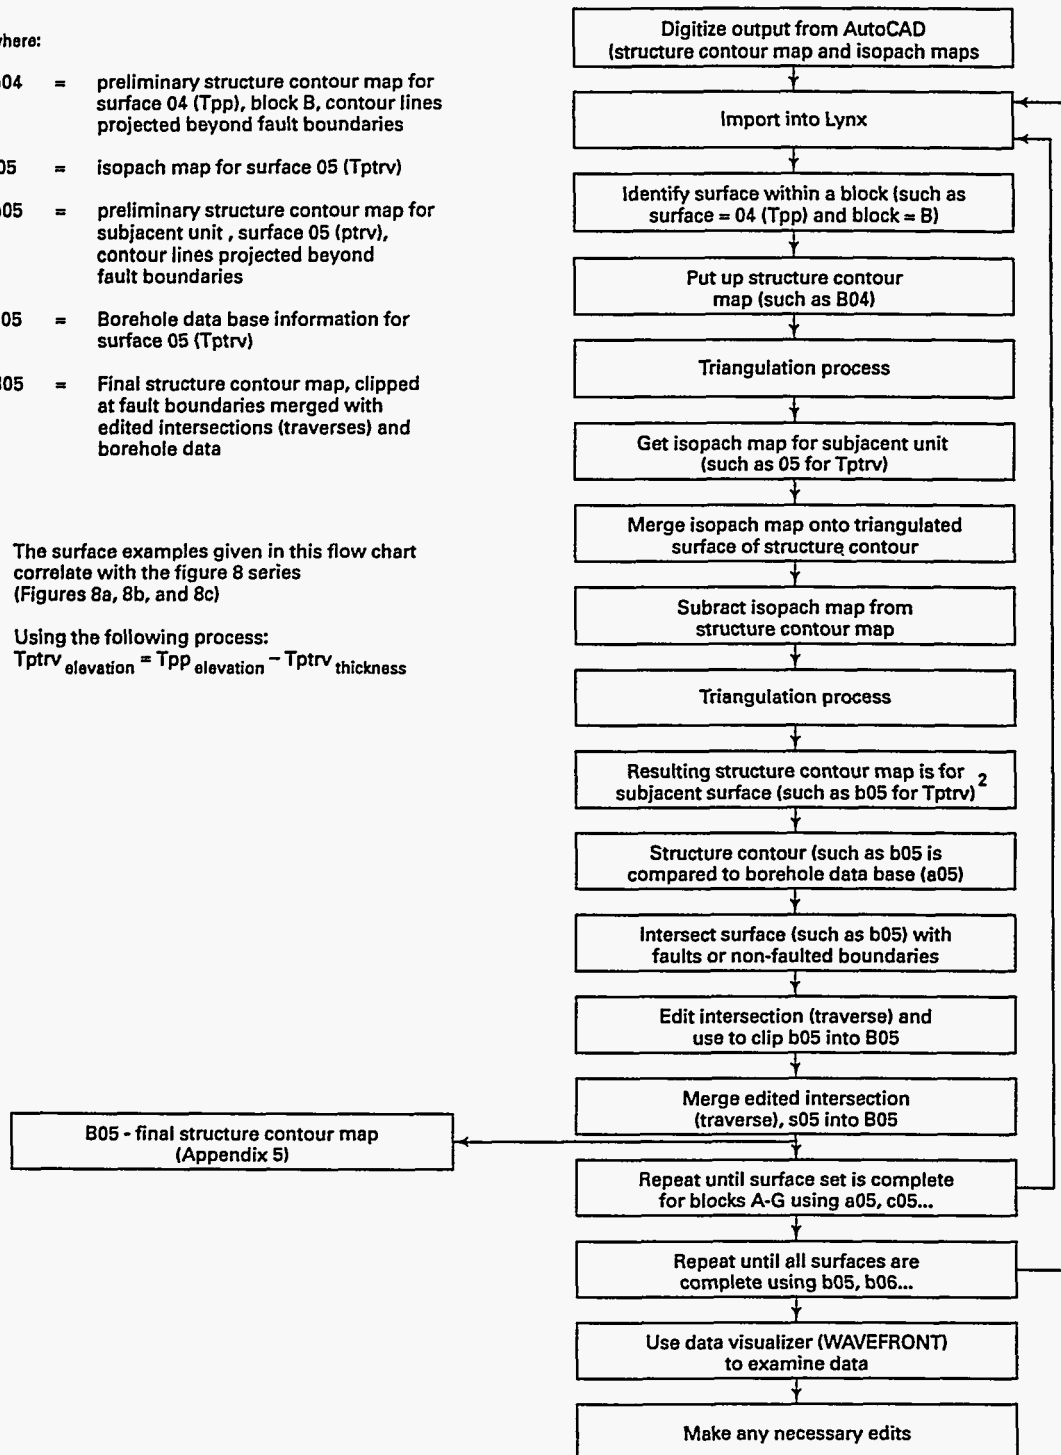 where:
b04 = preliminary structure contour map for
surface 04 (Tpp), block B, contour lines
projected beyond fault boundaries
05 = isopach map for surface 05 (Tptrv)
b05 = preliminary structure contour map for
subjacent unit , surface 05 (ptrv),
contour lines projected beyond
fault boundaries
05 = Borehole data base information for
surface 05 (Tptrv)
B05 = Final structure contour map, clipped
at fault boundaries merged with
edited intersections (traverses) and
borehole data
The surface examples given in this flow chart
correlate with the figure 8 series
(Figures 8a, 8b, and 8c)
Using the following process:
Tptrv elevation = Tpp elevation − Tptrv thickness
Digitize output from AutoCAD
(structure contour map and isopach maps
Import into Lynx
Identify surface within a block (such as
surface = 04 (Tpp) and block = B)
Put up structure contour
map (such as B04)
Triangulation process
Get isopach map for subjacent unit
(such as 05 for Tptrv)
Merge isopach map onto triangulated
surface of structure contour
Subract isopach map from
structure contour map
Triangulation process
Resulting structure contour map is for
subjacent surface (such as b05 for Tptrv) 2
Structure contour (such as b05 is
compared to borehole data base (a05)
Intersect surface (such as b05) with
faults or non-faulted boundaries
Edit intersection (traverse) and
use to clip b05 into B05
Merge edited intersection
(traverse), s05 into B05
B05 - final structure contour map
(Appendix 5)
Repeat until surface set is complete
for blocks A-G using a05, c05...
Repeat until all surfaces are
complete using b05, b06...
Use data visualizer (WAVEFRONT)
to examine data
Make any necessary edits